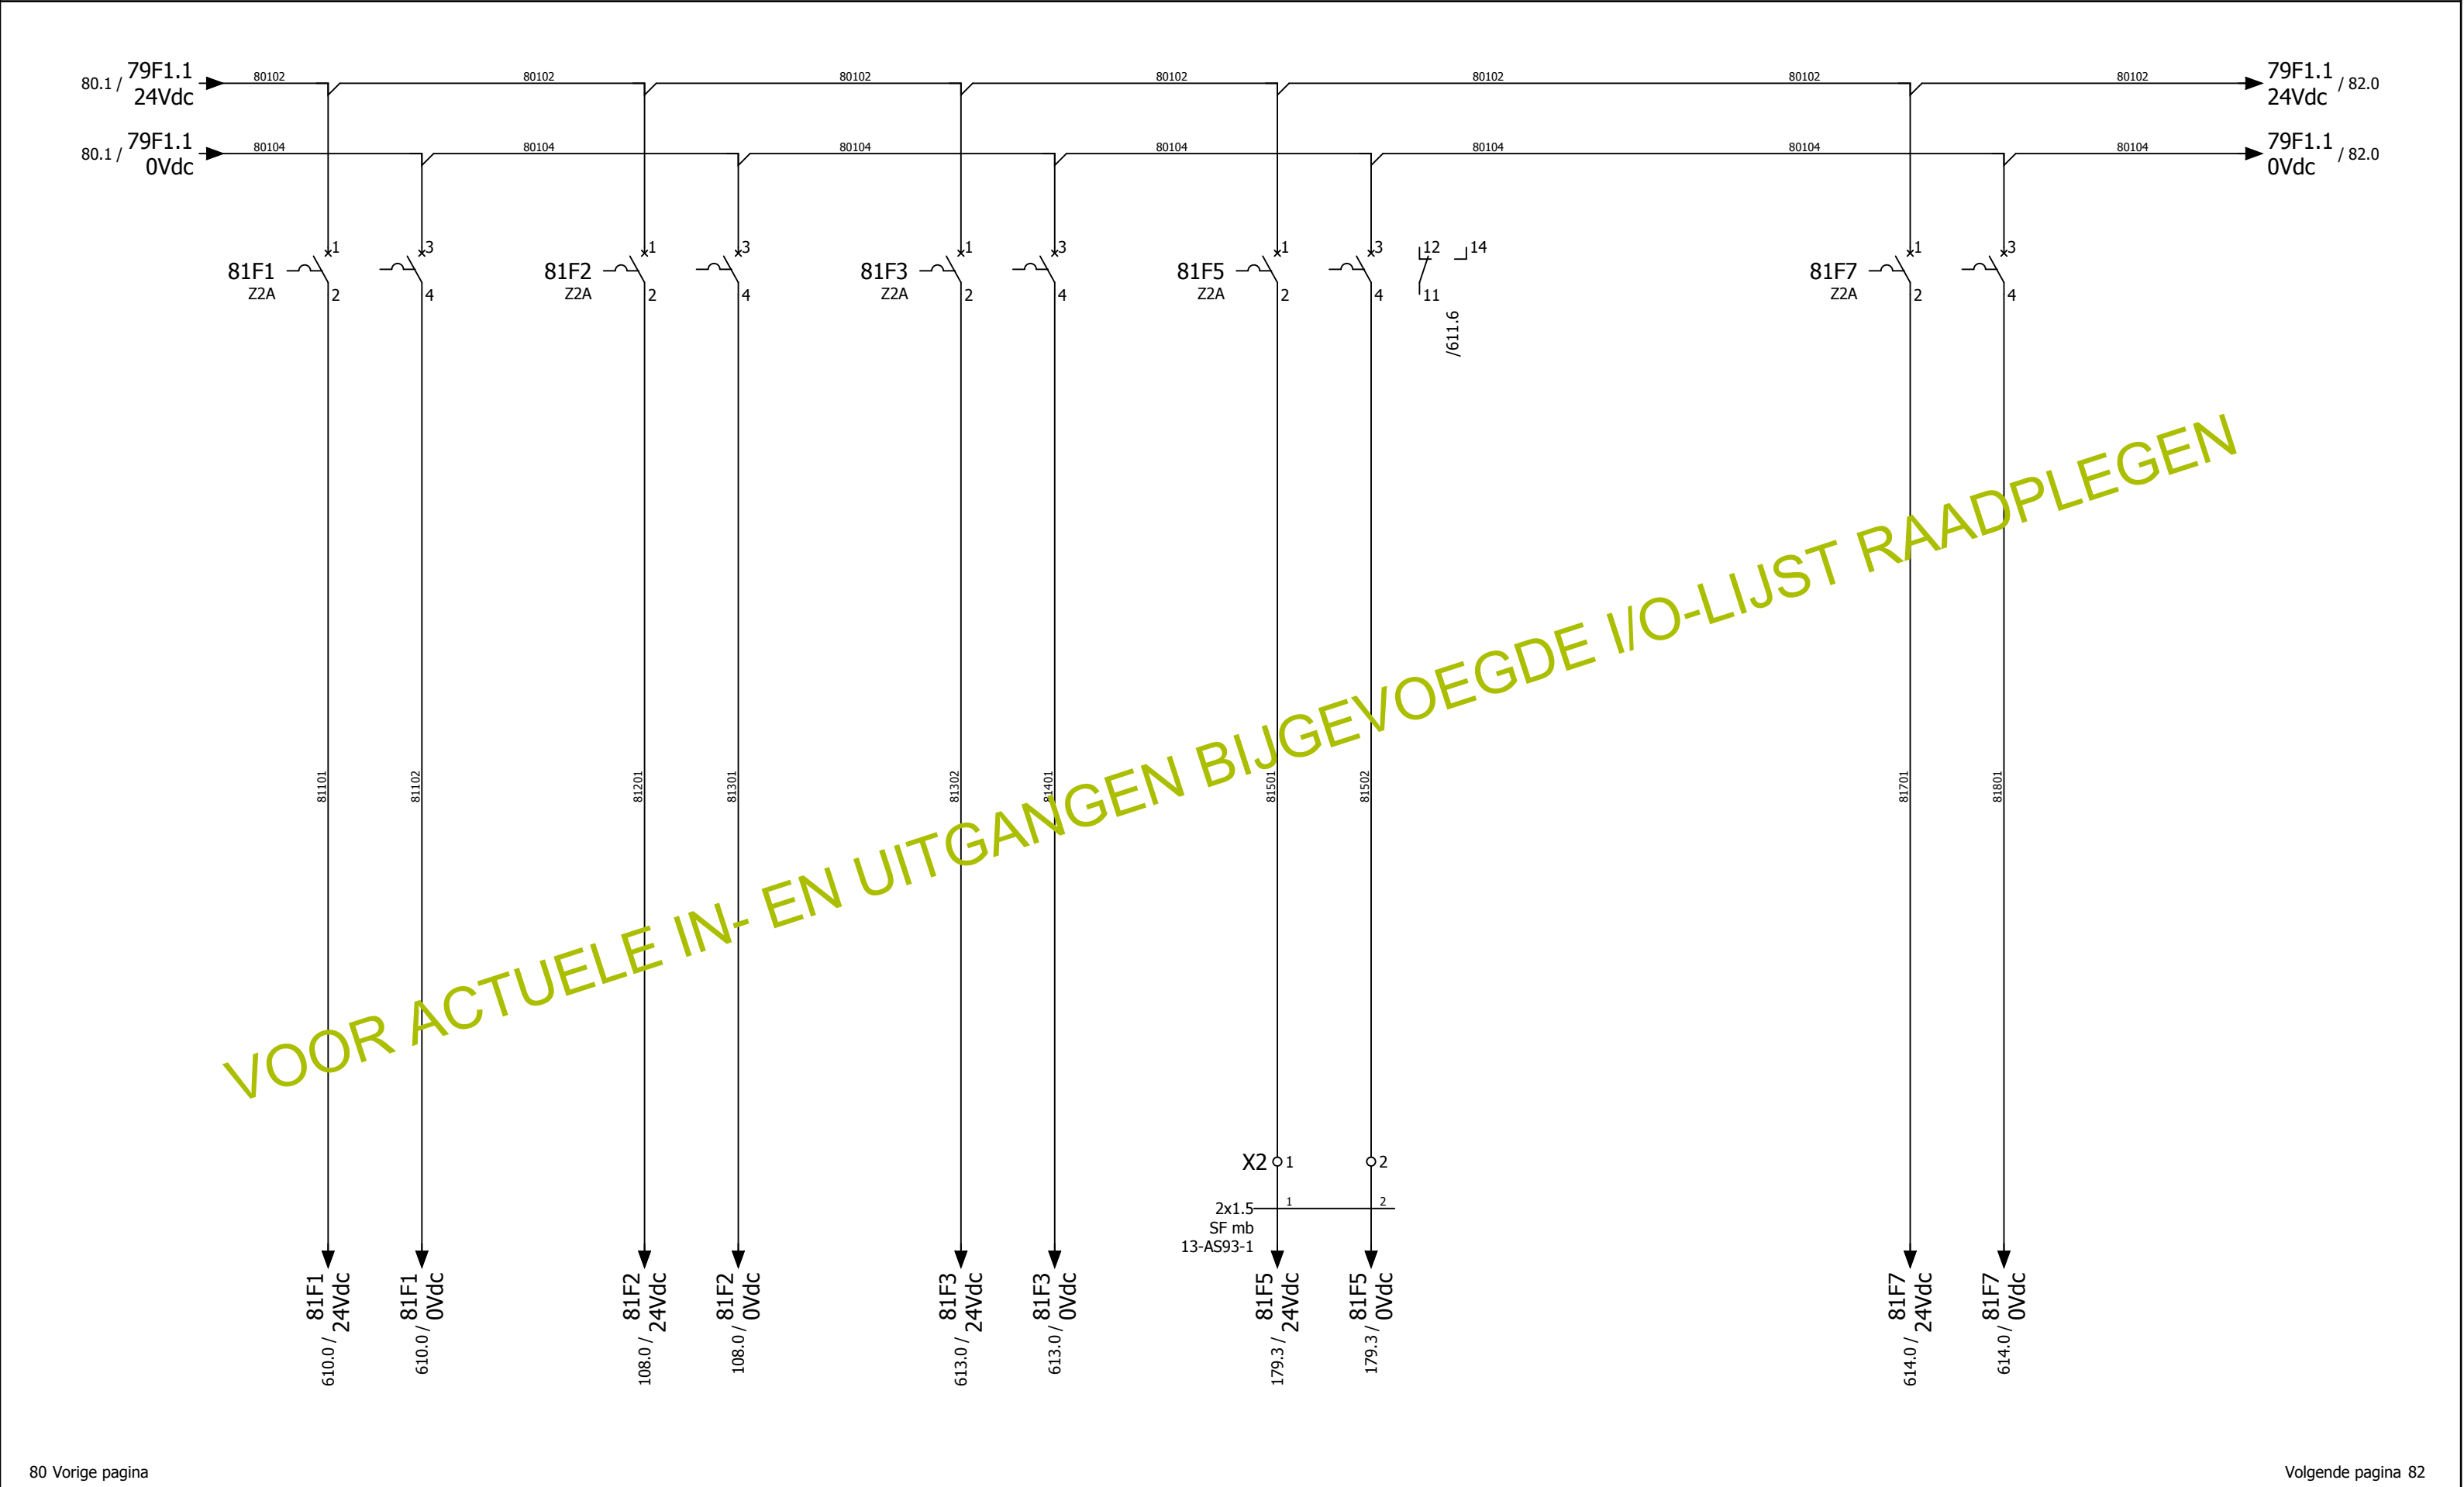 80102 80102 80102 80102 80102 80102 80102
80.1 / 79F1.1 24Vdc
79F1.1 24Vdc / 82.0
80104 80104 80104 80104 80104 80104 80104
80.1 / 79F1.1 0Vdc
79F1.1 0Vdc / 82.0
1 3 1 3 1 3 1 3 12 14 1 3
81F1 81F2 81F3 81F5 81F7
Z2A Z2A Z2A Z2A Z2A
2 4 2 4 2 4 2 4 11 2 4
/611.6
VOOR ACTUELE IN- EN UITGANGEN BIJGEVOEGDE I/O-LIJST RAADPLEGEN
81101 81102 81201 81301 81302 81401 81501 81502 81701 81801
X2 1 2
2x1.5 1 2
SF mb
13-AS93-1
610.0 / 81F1 24Vdc
610.0 / 81F1 0Vdc
108.0 / 81F2 24Vdc
108.0 / 81F2 0Vdc
613.0 / 81F3 24Vdc
613.0 / 81F3 0Vdc
179.3 / 81F5 24Vdc
179.3 / 81F5 0Vdc
614.0 / 81F7 24Vdc
614.0 / 81F7 0Vdc
80 Vorige pagina
Volgende pagina 82